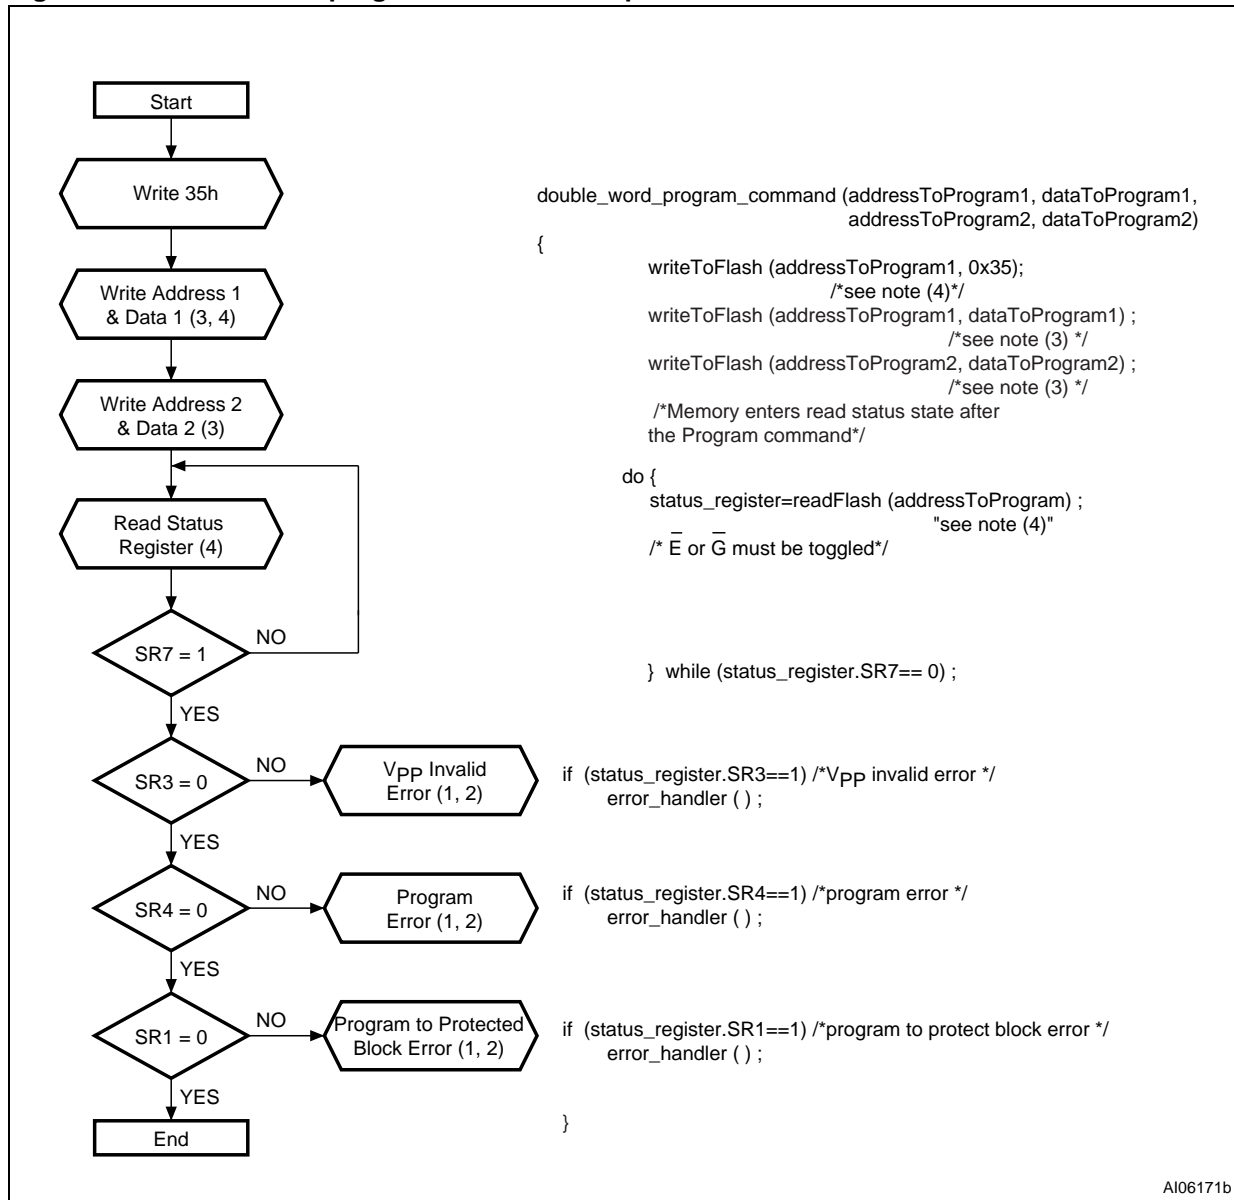 Start
Write 35h
Write Address 1
& Data 1 (3, 4)
Write Address 2
& Data 2 (3)
Read Status
Register (4)
SR7 = 1
NO
YES
SR3 = 0
NO
VPP Invalid
Error (1, 2)
YES
SR4 = 0
NO
Program
Error (1, 2)
YES
SR1 = 0
NO
Program to Protected
Block Error (1, 2)
YES
End
double_word_program_command (addressToProgram1, dataToProgram1,
addressToProgram2, dataToProgram2)
{
writeToFlash (addressToProgram1, 0x35);
/*see note (4)*/
writeToFlash (addressToProgram1, dataToProgram1) ;
/*see note (3) */
writeToFlash (addressToProgram2, dataToProgram2) ;
/*see note (3) */
/*Memory enters read status state after
the Program command*/
do {
status_register=readFlash (addressToProgram) ;
"see note (4)"
/* E̅ or G̅ must be toggled*/
} while (status_register.SR7== 0) ;
if (status_register.SR3==1) /*VPP invalid error */
error_handler ( ) ;
if (status_register.SR4==1) /*program error */
error_handler ( ) ;
if (status_register.SR1==1) /*program to protect block error */
error_handler ( ) ;
}
AI06171b